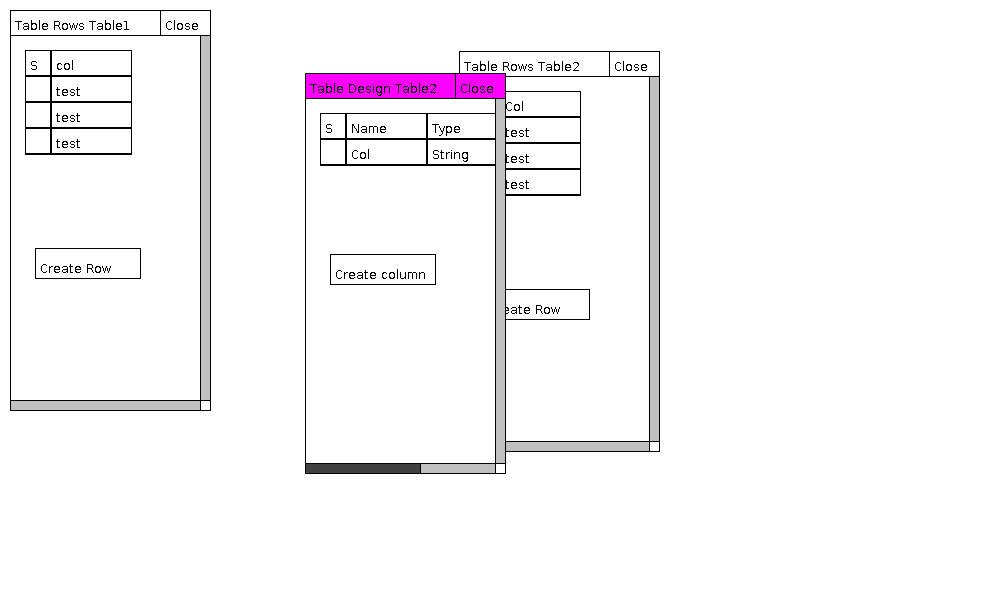 Table Rows Table1 Close
S col
test
test
test
Create Row
Table Design Table2 Close
S Name Type
Col String
Create column
Table Rows Table2 Close
Col
test
test
test
eate Row